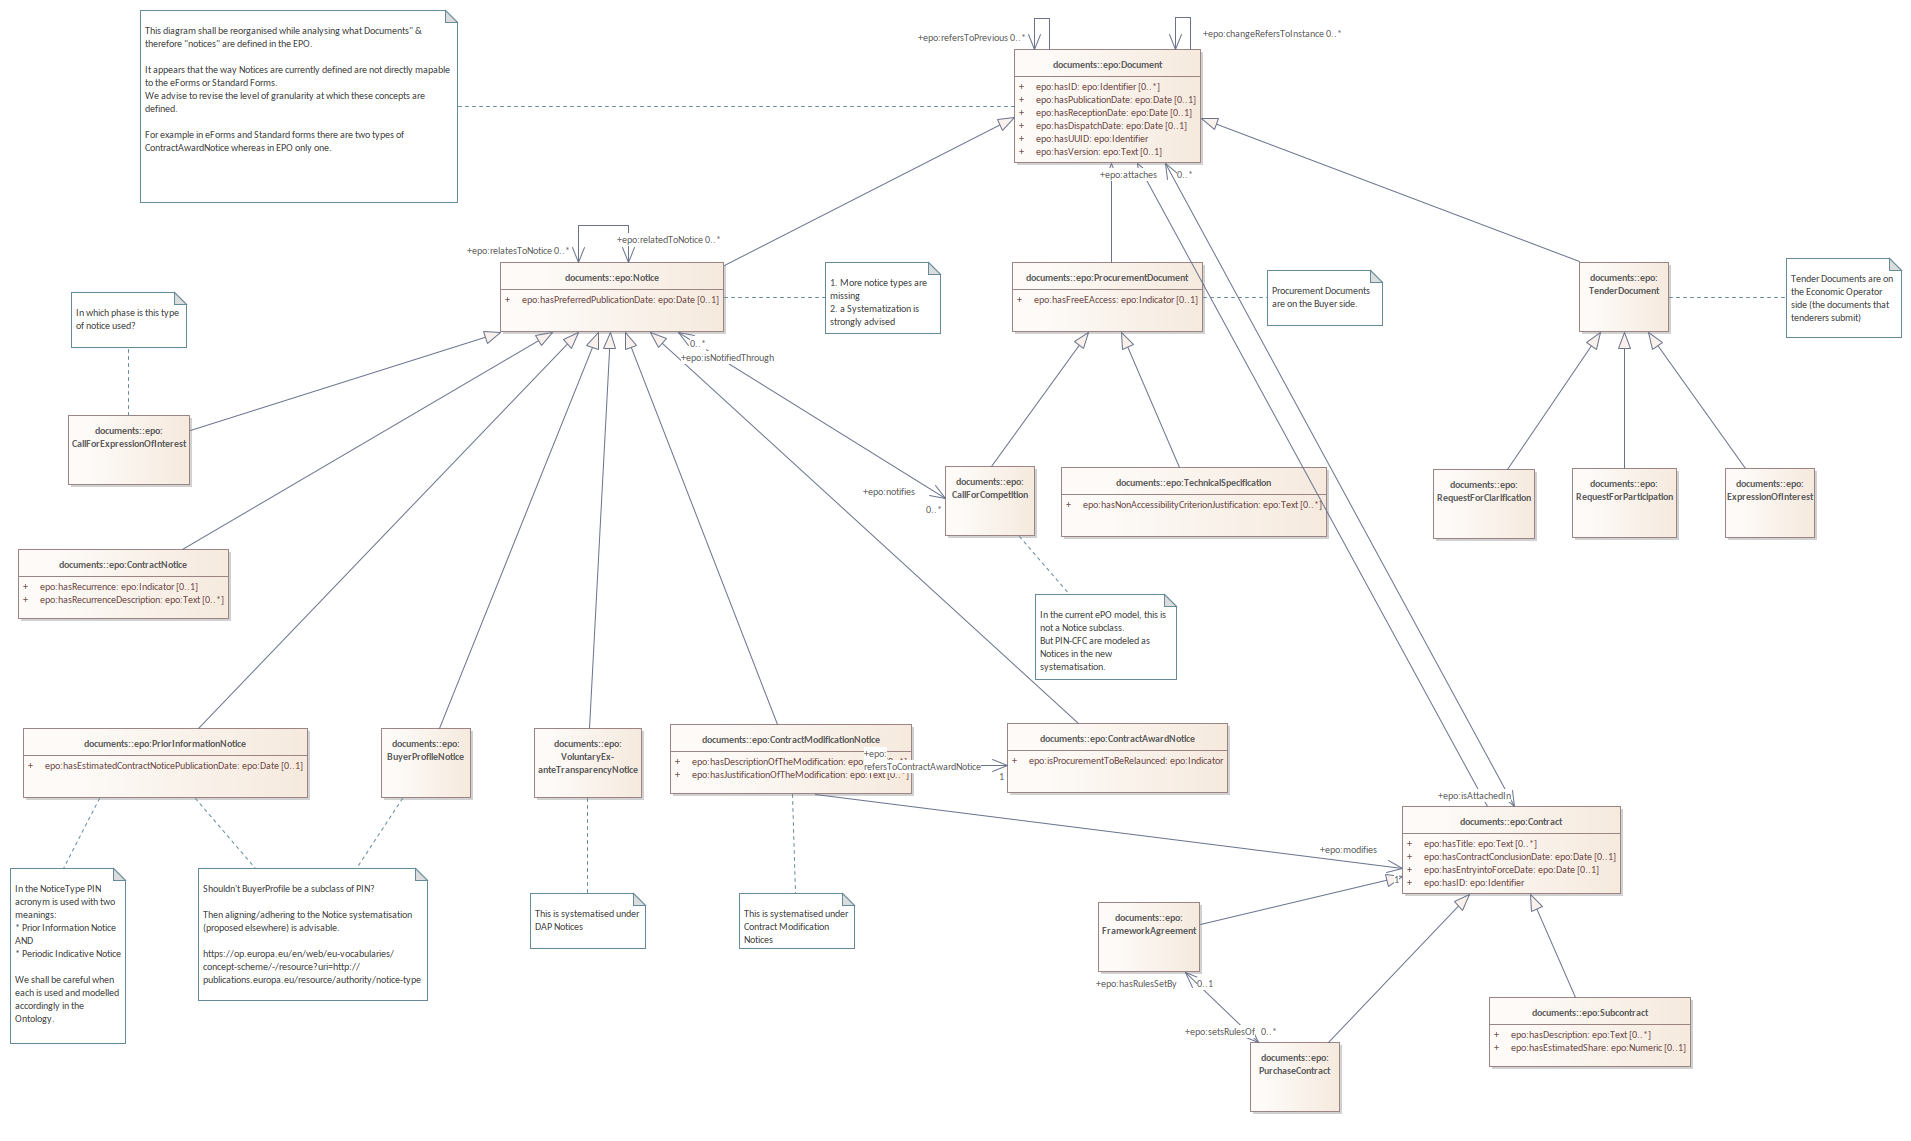 This diagram shall be reorganised while analysing what Documents" &
therefore "notices" are defined in the EPO.
It appears that the way Notices are currently defined are not directly mapable
to the eForms or Standard Forms.
We advise to revise the level of granularity at which these concepts are
defined.
For example in eForms and Standard forms there are two types of
ContractAwardNotice whereas in EPO only one.
+epo:refersToPrevious 0..*
+epo:changeRefersToInstance 0..*
documents::epo:Document
+ epo:hasID: epo:Identifier [0..*]
+ epo:hasPublicationDate: epo:Date [0..1]
+ epo:hasReceptionDate: epo:Date [0..1]
+ epo:hasDispatchDate: epo:Date [0..1]
+ epo:hasUUID: epo:Identifier
+ epo:hasVersion: epo:Text [0..1]
+epo:attaches 0..*
+epo:relatesToNotice 0..*
+epo:relatedToNotice 0..*
documents::epo:Notice
+ epo:hasPreferredPublicationDate: epo:Date [0..1]
1. More notice types are
missing
2. a Systematization is
strongly advised
documents::epo:ProcurementDocument
+ epo:hasFreeEAccess: epo:Indicator [0..1]
Procurement Documents
are on the Buyer side.
documents::epo:
TenderDocument
Tender Documents are on
the Economic Operator
side (the documents that
tenderers submit)
In which phase is this type
of notice used?
0..*
+epo:isNotifiedThrough
documents::epo:
CallForExpressionOfInterest
+epo:notifies
0..*
documents::epo:
CallForCompetition
documents::epo:TechnicalSpecification
+ epo:hasNonAccessibilityCriterionJustification: epo:Text [0..*]
documents::epo:
RequestForClarification
documents::epo:
RequestForParticipation
documents::epo:
ExpressionOfInterest
documents::epo:ContractNotice
+ epo:hasRecurrence: epo:Indicator [0..1]
+ epo:hasRecurrenceDescription: epo:Text [0..*]
In the current ePO model, this is
not a Notice subclass.
But PIN-CFC are modeled as
Notices in the new
systematisation.
documents::epo:PriorInformationNotice
+ epo:hasEstimatedContractNoticePublicationDate: epo:Date [0..1]
documents::epo:
BuyerProfileNotice
documents::epo:
VoluntaryEx-
anteTransparencyNotice
documents::epo:ContractModificationNotice
+ epo:hasDescriptionOfTheModification: epo
+ epo:hasJustificationOfTheModification: epo:Text [0..*]
+epo:
refersToContractAwardNotice
1
documents::epo:ContractAwardNotice
+ epo:isProcurementToBeRelaunced: epo:Indicator
+epo:isAttachedIn
documents::epo:Contract
+ epo:hasTitle: epo:Text [0..*]
+ epo:hasContractConclusionDate: epo:Date [0..1]
+ epo:hasEntryintoForceDate: epo:Date [0..1]
+ epo:hasID: epo:Identifier
+epo:modifies
1
In the NoticeType PIN
acronym is used with two
meanings:
* Prior Information Notice
AND
* Periodic Indicative Notice
We shall be careful when
each is used and modelled
accordingly in the
Ontology.
Shouldn't BuyerProfile be a subclass of PIN?
Then aligning/adhering to the Notice systematisation
(proposed elsewhere) is advisable.
https://op.europa.eu/en/web/eu-vocabularies/
concept-scheme/-/resource?uri=http://
publications.europa.eu/resource/authority/notice-type
This is systematised under
DAP Notices
This is systematised under
Contract Modification
Notices
documents::epo:
FrameworkAgreement
+epo:hasRulesSetBy 0..1
+epo:setsRulesOf 0..*
documents::epo:
PurchaseContract
documents::epo:Subcontract
+ epo:hasDescription: epo:Text [0..*]
+ epo:hasEstimatedShare: epo:Numeric [0..1]